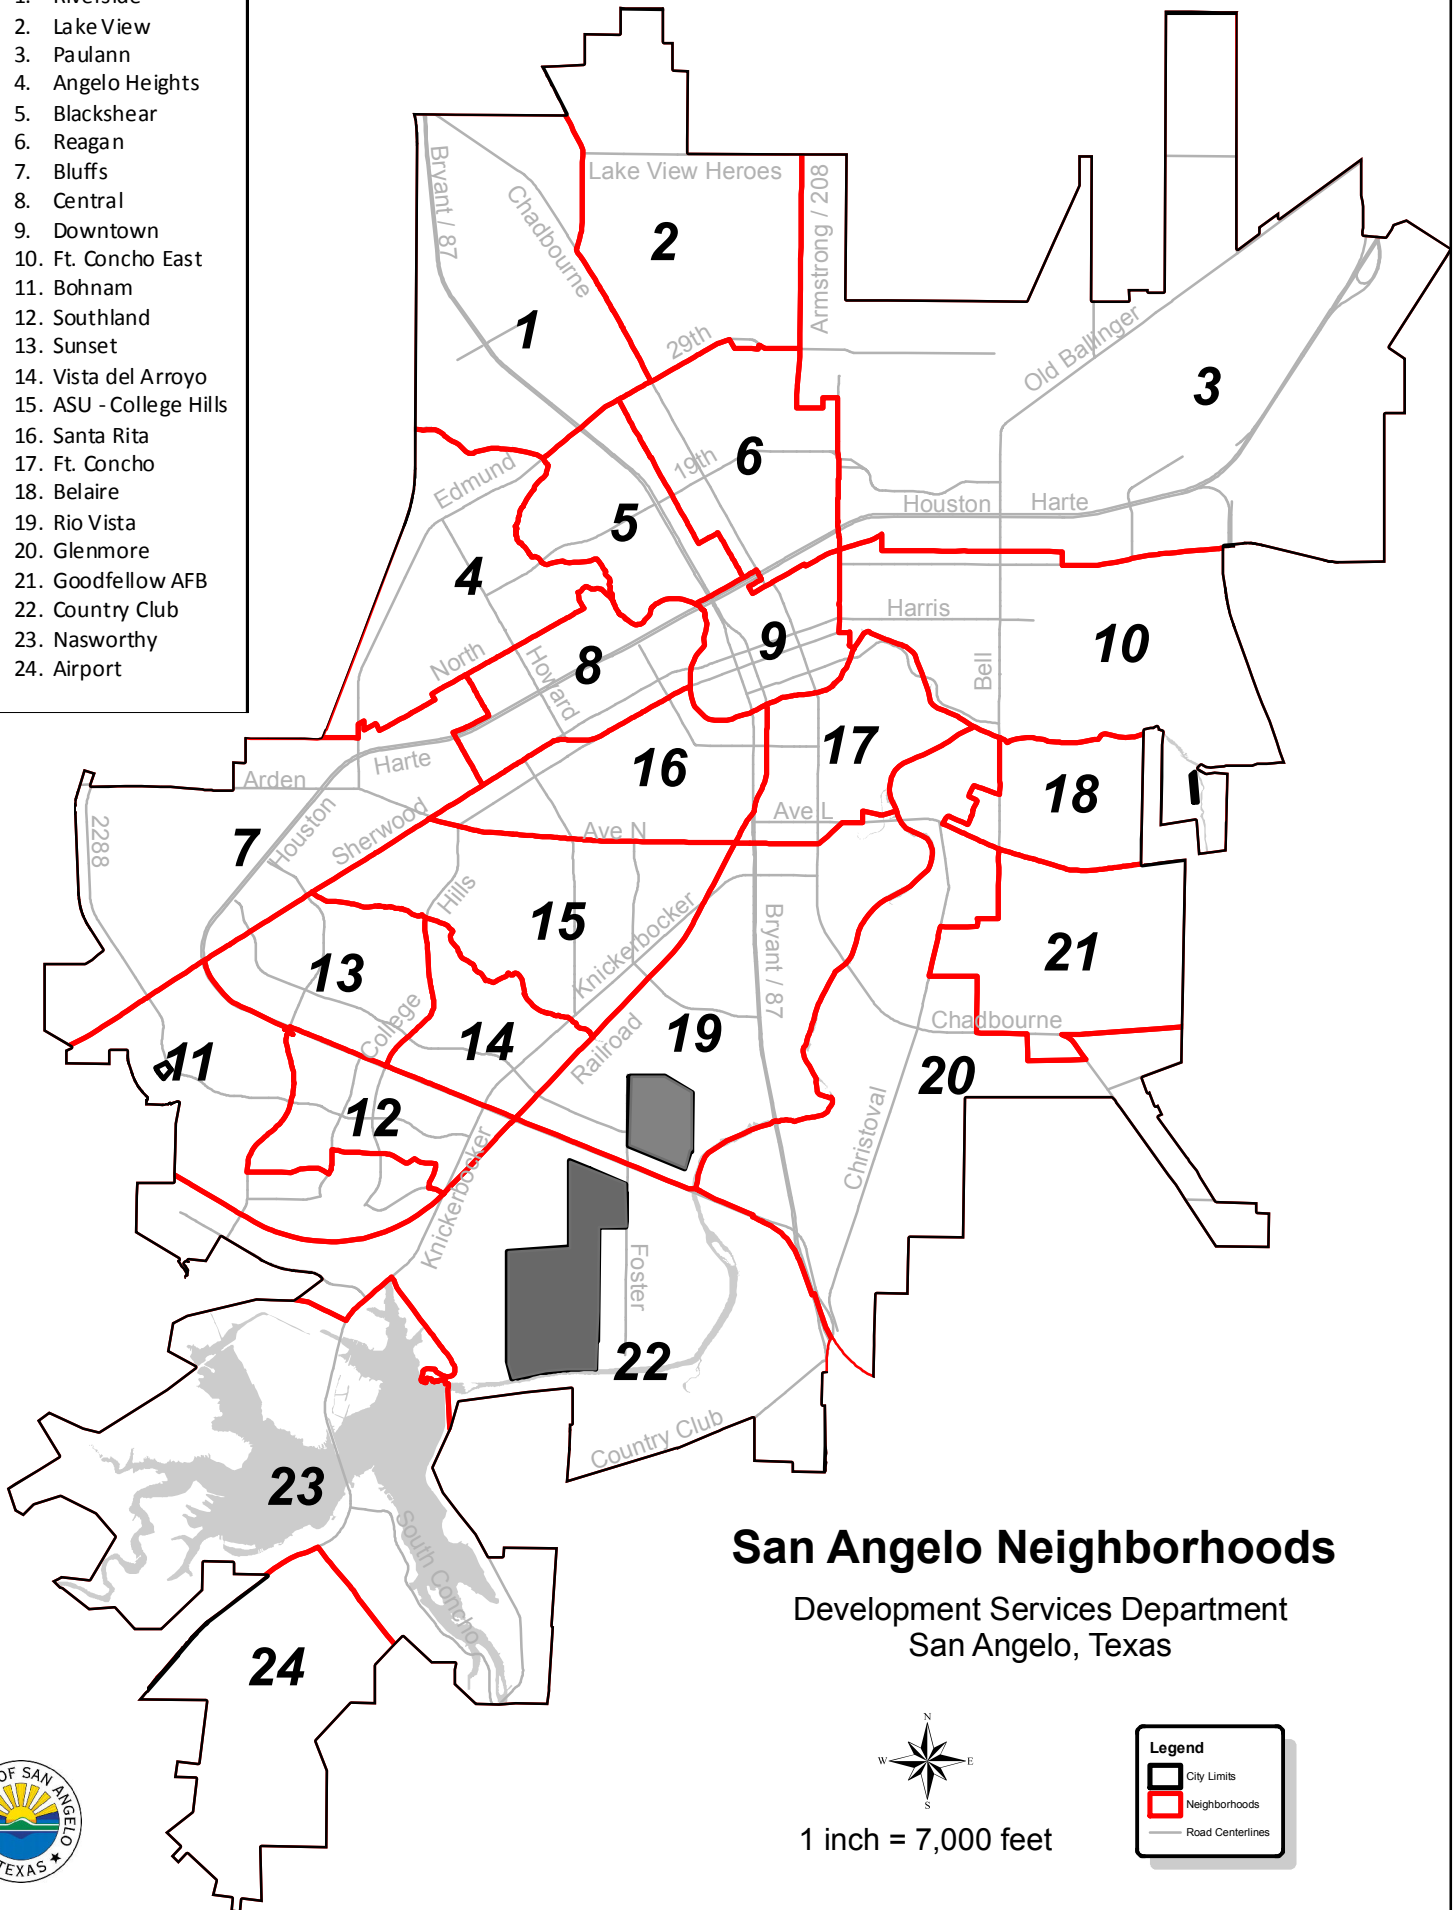 1. Riverside
2. Lake View
3. Paulann
4. Angelo Heights
5. Blackshear
6. Reagan
7. Bluffs
8. Central
9. Downtown
10. Ft. Concho East
11. Bohnam
12. Southland
13. Sunset
14. Vista del Arroyo
15. ASU - College Hills
16. Santa Rita
17. Ft. Concho
18. Belaire
19. Rio Vista
20. Glenmore
21. Goodfellow AFB
22. Country Club
23. Nasworthy
24. Airport
Bryant / 87
Chadbourne
Lake View Heroes
Armstrong / 208
2
1
29th
Old Ballinger
3
6
19th
Edmund
Houston
Harte
5
4
Harris
9
10
North
Howard
8
Bell
17
16
Harte
Arden
18
Houston
Sherwood
Ave N
Ave L
2288
7
Hills
15
Knickerbocker
Bryant / 87
21
13
College
14
Railroad
19
Chadbourne
11
20
12
Knickerbocker
Christoval
Foster
22
Country Club
23
South Concho
24
San Angelo Neighborhoods
Development Services Department
San Angelo, Texas
N
W
E
S
1 inch = 7,000 feet
Legend
City Limits
Neighborhoods
Road Centerlines
OF SAN ANGELO
TEXAS